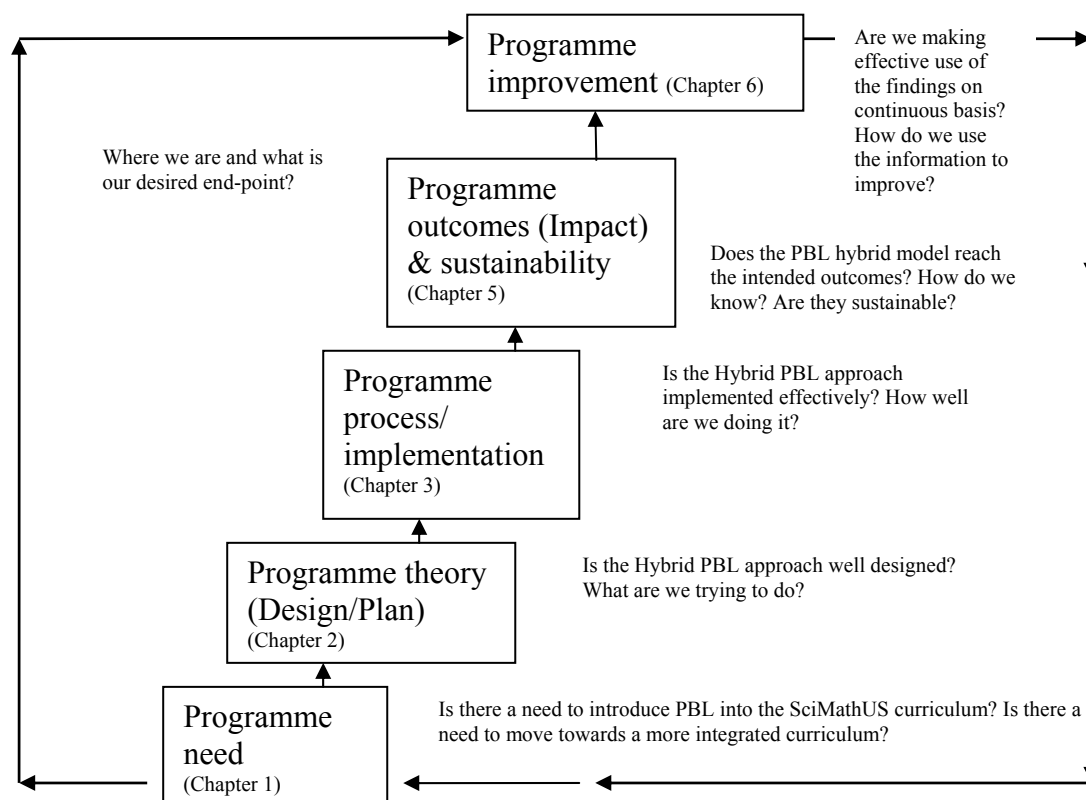 Programme
improvement (Chapter 6)
Are we making
effective use of
the findings on
continuous basis?
How do we use
the information to
improve?
Where we are and what is
our desired end-point?
Programme
outcomes (Impact)
& sustainability
(Chapter 5)
Does the PBL hybrid model reach
the intended outcomes? How do we
know? Are they sustainable?
Programme
process/
implementation
(Chapter 3)
Is the Hybrid PBL approach
implemented effectively? How well
are we doing it?
Programme theory
(Design/Plan)
(Chapter 2)
Is the Hybrid PBL approach well designed?
What are we trying to do?
Programme
need
(Chapter 1)
Is there a need to introduce PBL into the SciMathUS curriculum? Is there a
need to move towards a more integrated curriculum?